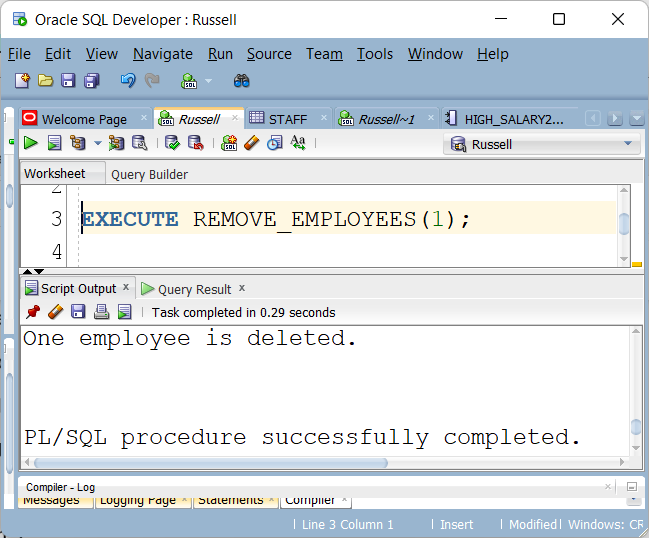 Oracle SQL Developer : Russell
File Edit View Navigate Run Source Team Tools Window Help
SQL
Welcome Page Russell STAFF Russell~1 HIGH_SALARY2...
SQL Aa Russell
Worksheet Query Builder
2
3 EXECUTE REMOVE_EMPLOYEES(1);
4
Script Output x Query Result x
Task completed in 0.29 seconds
One employee is deleted.
PL/SQL procedure successfully completed.
Compiler - Log
Messages Logging Page Statements Compiler
Line 3 Column 1 Insert Modified Windows: CR